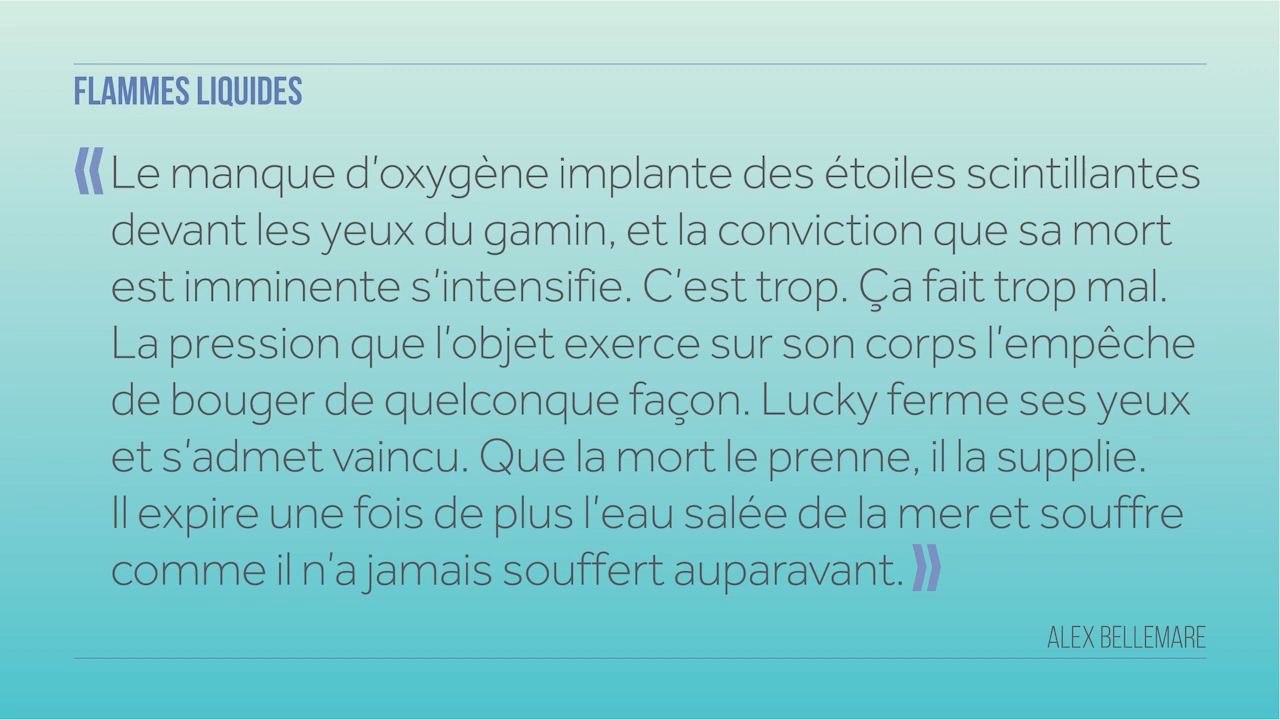 FLAMMES LIQUIDES
« Le manque d'oxygène implante des étoiles scintillantes
devant les yeux du gamin, et la conviction que sa mort
est imminente s'intensifie. C'est trop. Ça fait trop mal.
La pression que l'objet exerce sur son corps l'empêche
de bouger de quelconque façon. Lucky ferme ses yeux
et s'admet vaincu. Que la mort le prenne, il la supplie.
Il expire une fois de plus l'eau salée de la mer et souffre
comme il n'a jamais souffert auparavant. »
ALEX BELLEMARE